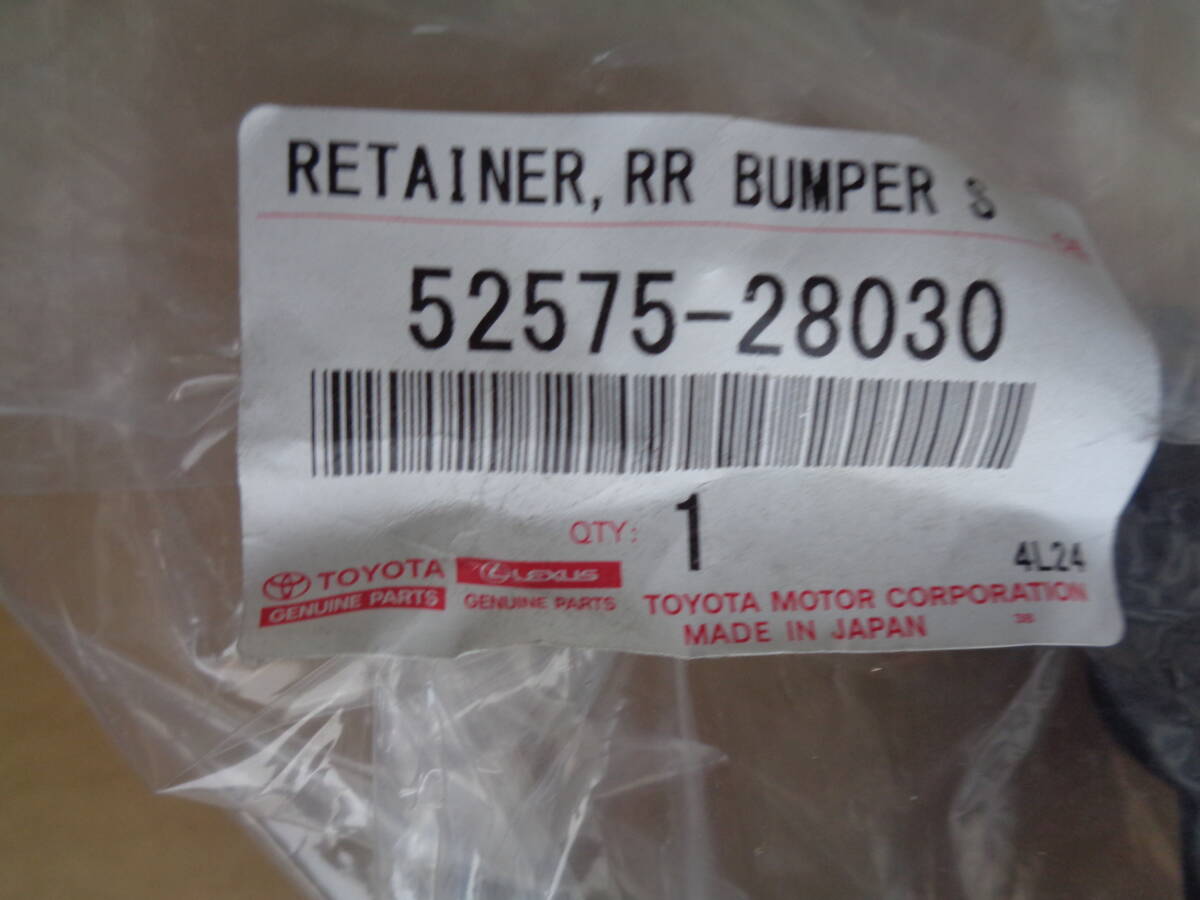 RETAINER, RR BUMPER S
52575-28030
QTY: 1
4L24
TOYOTA
GENUINE PARTS
LEXUS
GENUINE PARTS
TOYOTA MOTOR CORPORATION
MADE IN JAPAN